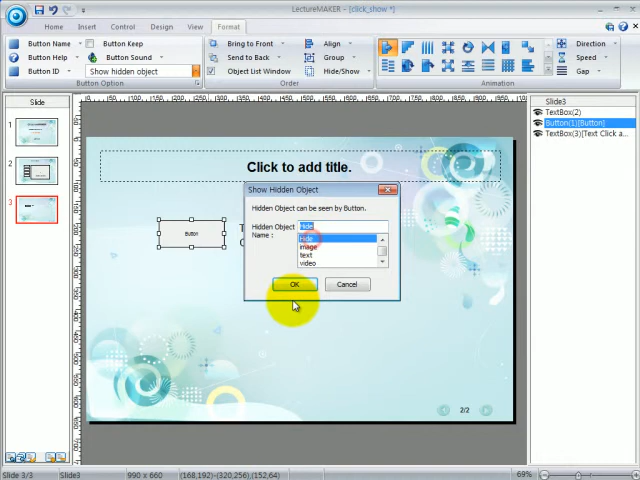 LectureMAKER - [click_show *]
Home Insert Control Design View Format
Button Name Button Keep Bring to Front Align Direction
Button Help Button Sound Send to Back Group Speed
Button ID Show hidden object Object List Window Hide/Show Gap
Button Option Order Animation
Slide
Slide3
TextBox(2)
Button(1)[Button]
TextBox(3)[Text Click a...
1
2
3
Click to add title.
Button
Show Hidden Object
Hidden Object can be seen by Button.
Hidden Object Name : Hide
Hide
image
text
video
OK Cancel
2/2
Slide 3/3 Slide3 990 x 660 (168,192)-(320,256),(152,64) 69%